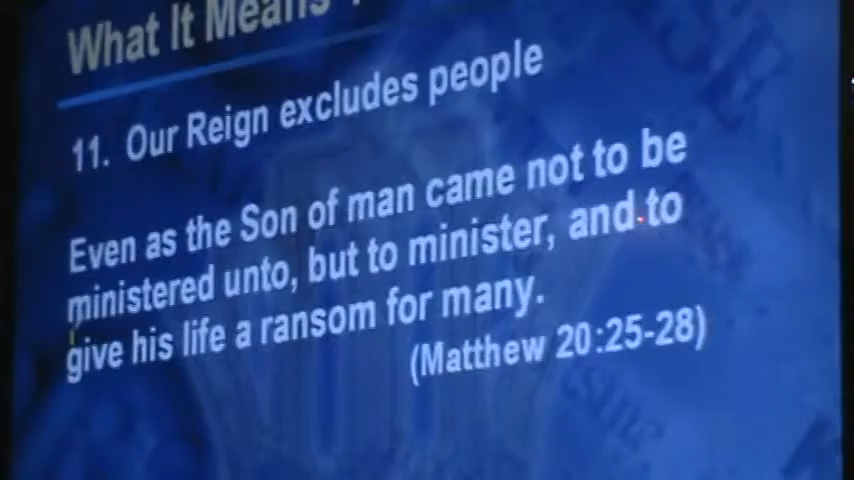 What It Means
11. Our Reign excludes people
Even as the Son of man came not to be
ministered unto, but to minister, and to
give his life a ransom for many.
(Matthew 20:25-28)